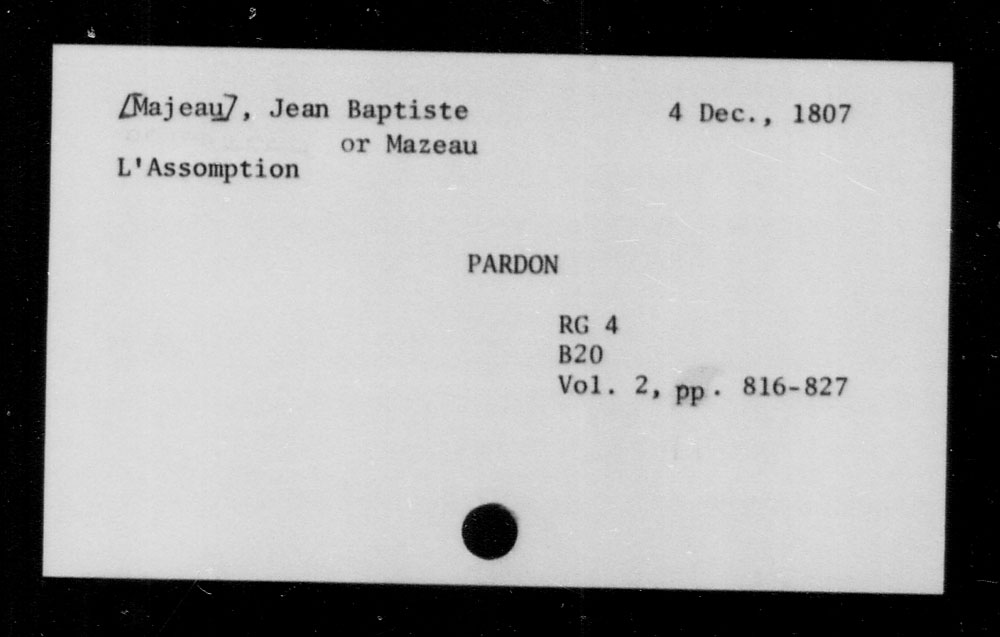 [Majeau], Jean Baptiste 4 Dec., 1807
or Mazeau
L'Assomption
PARDON
RG 4
B20
Vol. 2, pp. 816-827